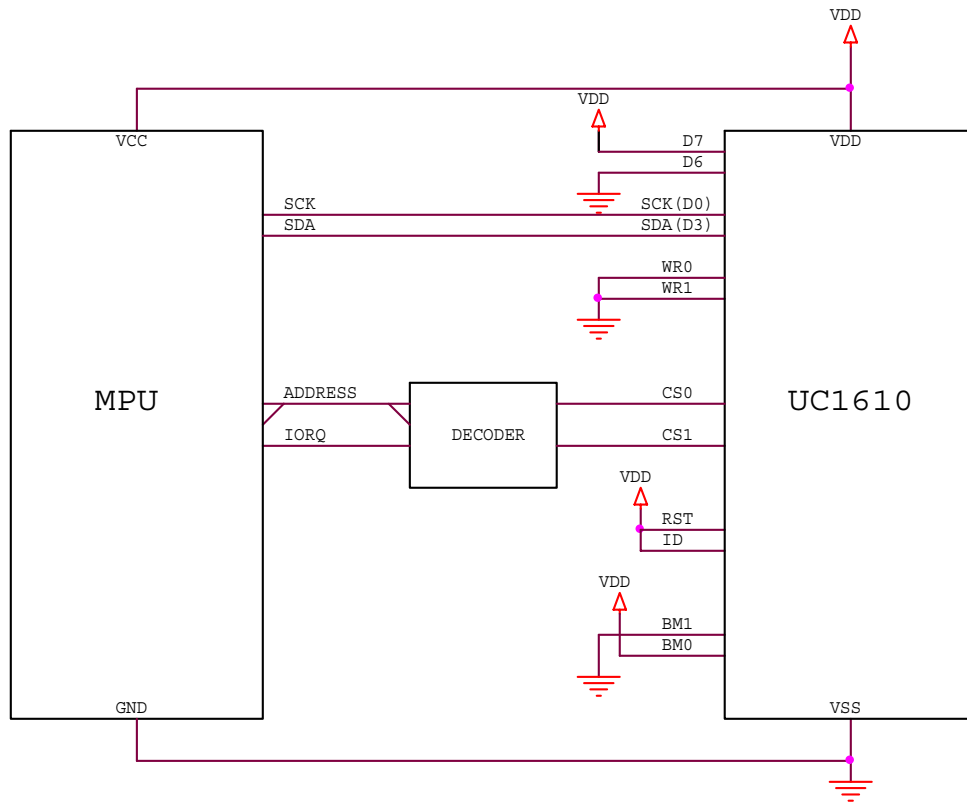 VDD
VDD
VCC
D7
VDD
D6
SCK
SCK(D0)
SDA
SDA(D3)
WR0
WR1
ADDRESS
CS0
MPU
UC1610
IORQ
DECODER
CS1
VDD
RST
ID
VDD
BM1
BM0
GND
VSS